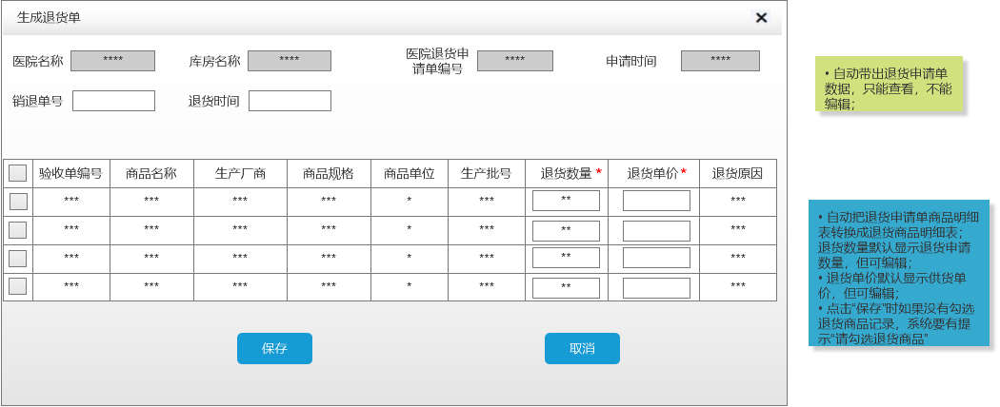 生成退货单
医院名称 **** 库房名称 **** 医院退货申请单编号 **** 申请时间 ****
销退单号 退货时间
验收单编号 商品名称 生产厂商 商品规格 商品单位 生产批号 退货数量 * 退货单价 * 退货原因
*** *** *** *** * *** ** ***
*** *** *** *** * *** ** ***
*** *** *** *** * *** ** ***
*** *** *** *** * *** ** ***
保存 取消
• 自动带出退货申请单
数据，只能查看，不能
编辑；
• 自动把退货申请单商品明细
表转换成退货商品明细表；
退货数量默认显示退货申请
数量，但可编辑；
• 退货单价默认显示供货单
价，但可编辑；
• 点击“保存”时如果没有勾选
退货商品记录，系统要有提
示“请勾选退货商品”